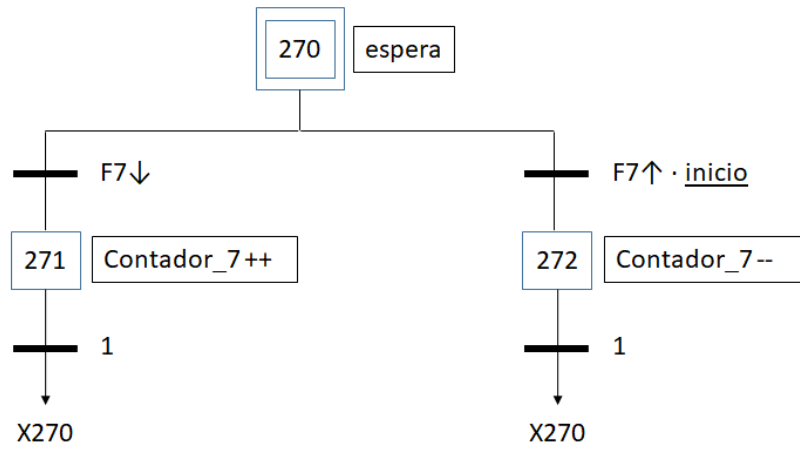 270 espera
F7↓ F7↑ · inicio
271 Contador_7++ 272 Contador_7--
1 1
X270 X270